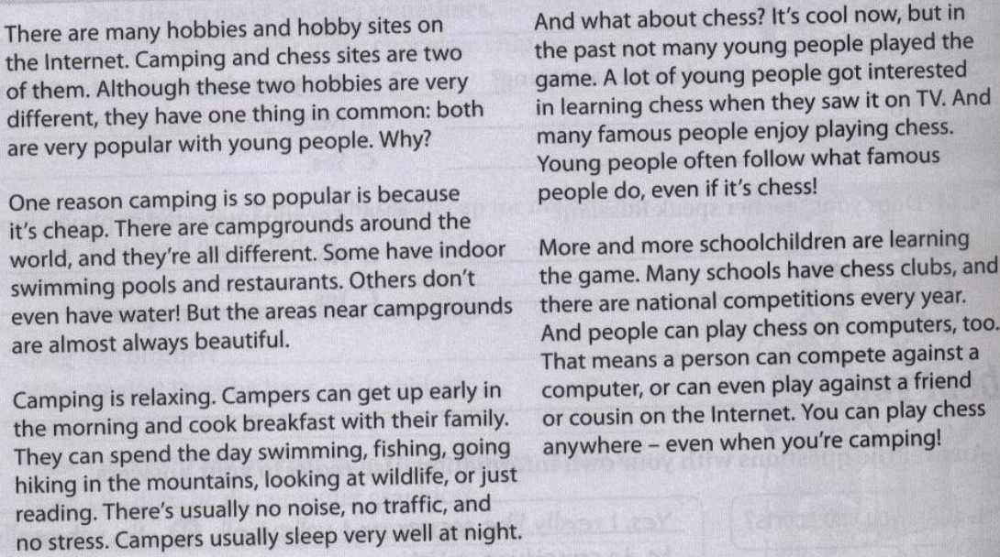 There are many hobbies and hobby sites on
the Internet. Camping and chess sites are two
of them. Although these two hobbies are very
different, they have one thing in common: both
are very popular with young people. Why?
One reason camping is so popular is because
it's cheap. There are campgrounds around the
world, and they're all different. Some have indoor
swimming pools and restaurants. Others don't
even have water! But the areas near campgrounds
are almost always beautiful.
Camping is relaxing. Campers can get up early in
the morning and cook breakfast with their family.
They can spend the day swimming, fishing, going
hiking in the mountains, looking at wildlife, or just
reading. There's usually no noise, no traffic, and
no stress. Campers usually sleep very well at night.
And what about chess? It's cool now, but in
the past not many young people played the
game. A lot of young people got interested
in learning chess when they saw it on TV. And
many famous people enjoy playing chess.
Young people often follow what famous
people do, even if it's chess!
More and more schoolchildren are learning
the game. Many schools have chess clubs, and
there are national competitions every year.
And people can play chess on computers, too.
That means a person can compete against a
computer, or can even play against a friend
or cousin on the Internet. You can play chess
anywhere – even when you're camping!